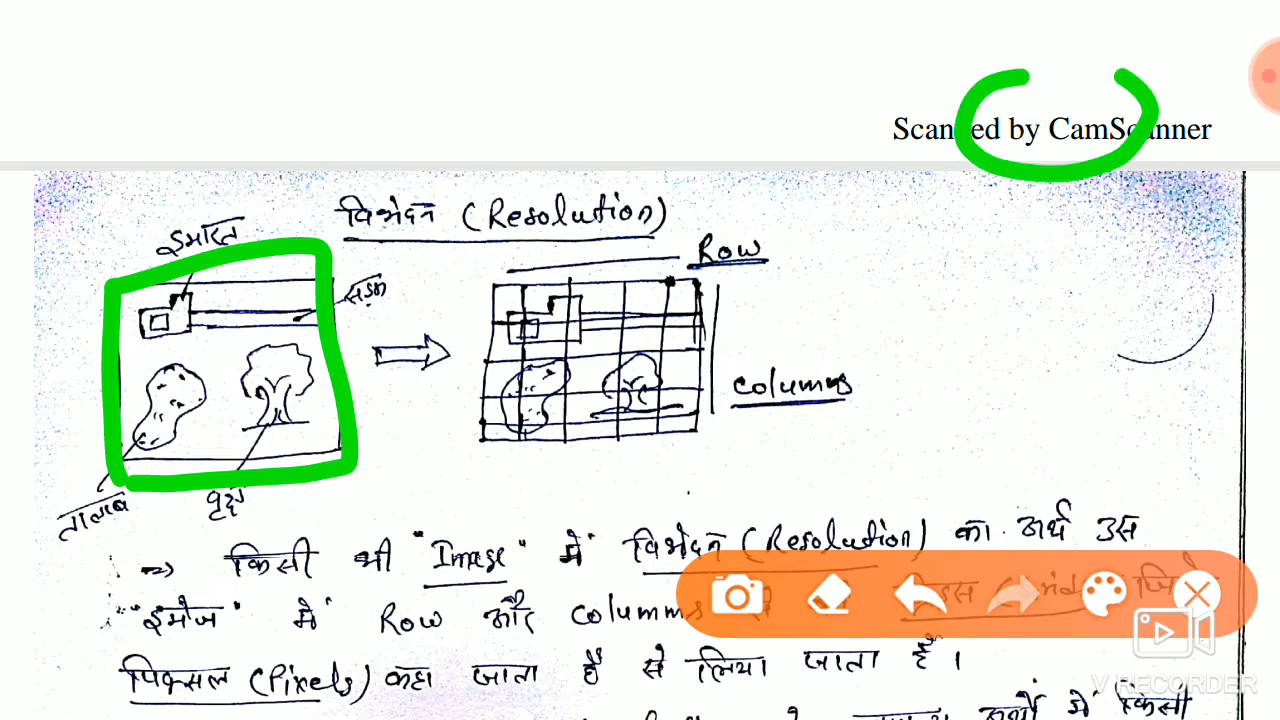 Scanned by CamScanner
विभेदन (Resolution)
इमारत
Row
सड़क
columns
तालाब
वृक्ष
=> किसी भी "Image" में विभेदन (Resolution) का अर्थ उस
"इमेज" में Row और columns जिसे
पिक्सल (Pixels) कहा जाता है से लिया जाता है।
में किसी
V RECORDER